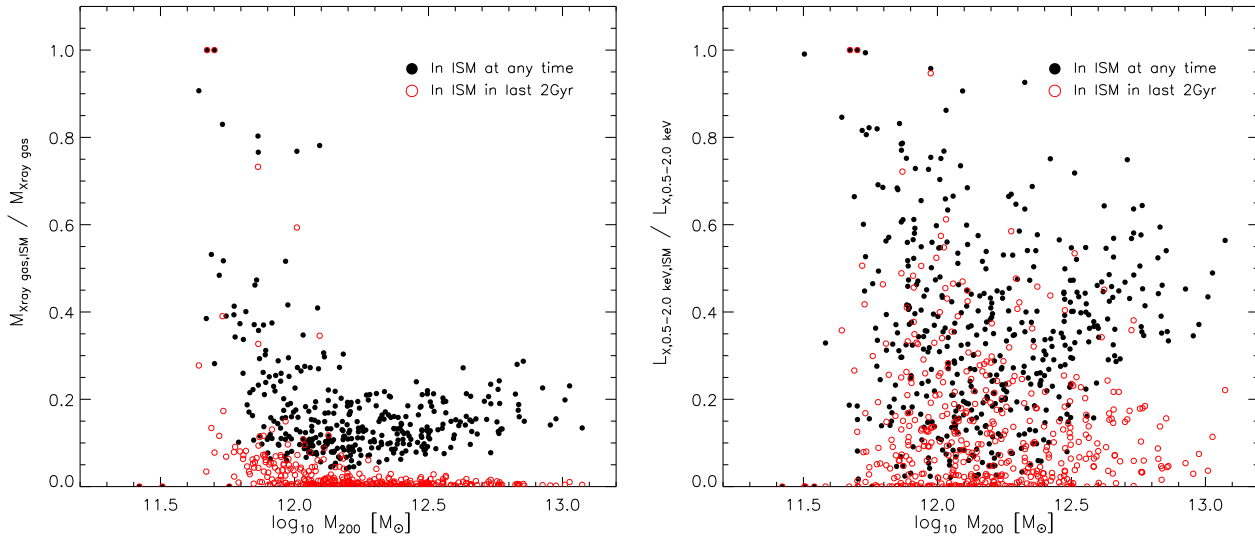 In ISM at any time
In ISM in last 2Gyr
M_Xray gas,ISM / M_Xray gas
1.0
0.8
0.6
0.4
0.2
0.0
11.5 12.0 12.5 13.0
log10 M200 [M⊙]
In ISM at any time
In ISM in last 2Gyr
L_X,0.5-2.0 keV,ISM / L_X,0.5-2.0 keV
1.0
0.8
0.6
0.4
0.2
0.0
11.5 12.0 12.5 13.0
log10 M200 [M⊙]